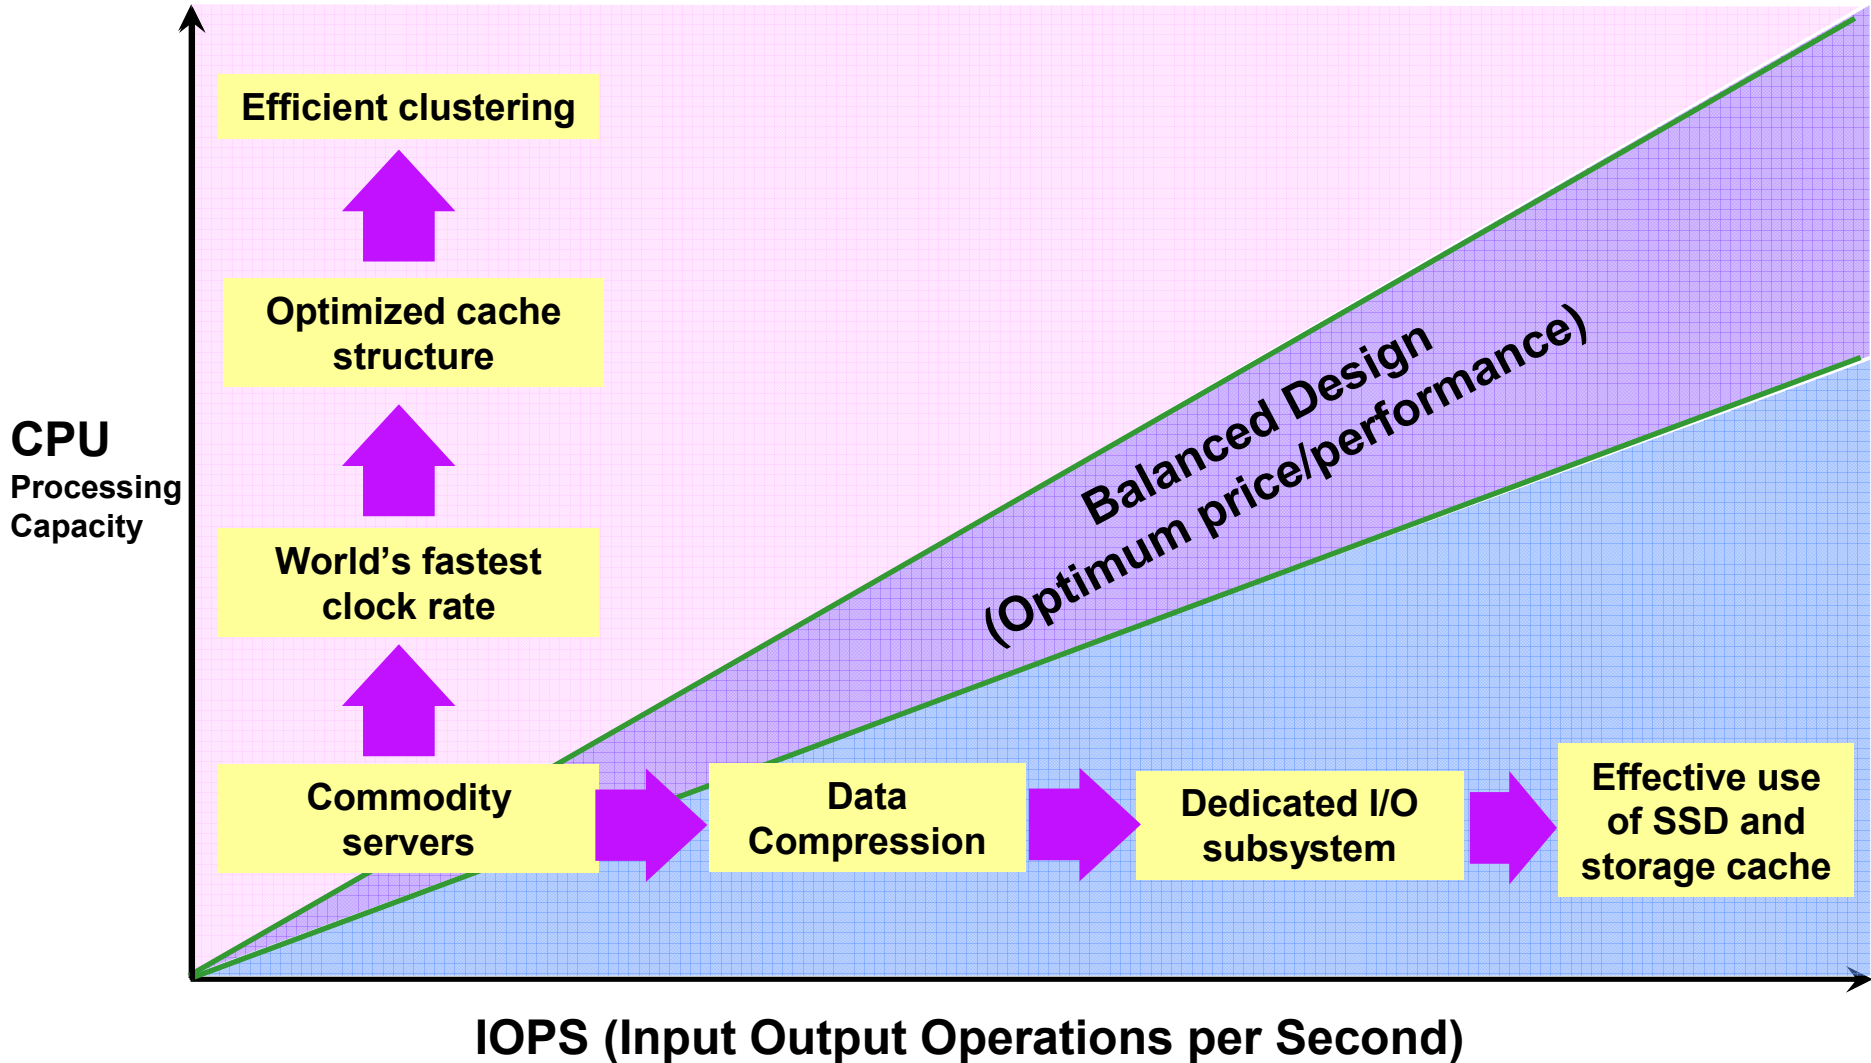 Efficient clustering
Optimized cache
structure
CPU
Processing
Capacity
World's fastest
clock rate
Balanced Design
(Optimum price/performance)
Commodity
servers
Data
Compression
Dedicated I/O
subsystem
Effective use
of SSD and
storage cache
IOPS (Input Output Operations per Second)